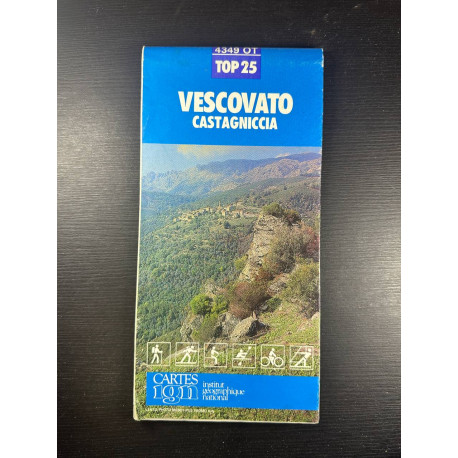 4349 OT
TOP 25
VESCOVATO
CASTAGNICCIA
CARTES
ign
institut
géographique
national